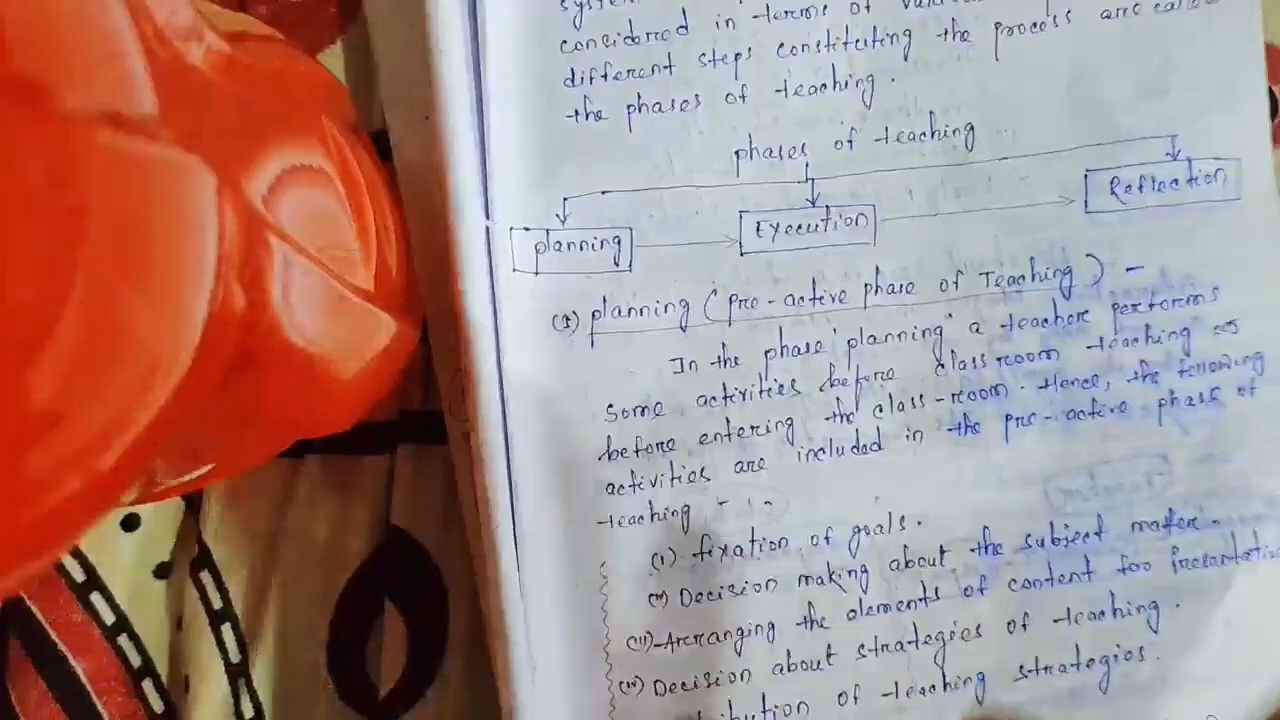 considered in terms of
different steps constituting the process are
the phases of teaching.
phases of teaching
planning
Execution
Reflection
(I) planning (pre-active phase of Teaching) -
In the phase 'planning' a teacher performs
some activities before classroom teaching or
before entering the class-room. Hence, the following
activities are included in the pre-active phase of
teaching -
(i) fixation of goals.
(ii) Decision making about the subject matter.
(iii) Arranging the elements of content for
(iv) Decision about strategies of teaching.
of teaching strategies.